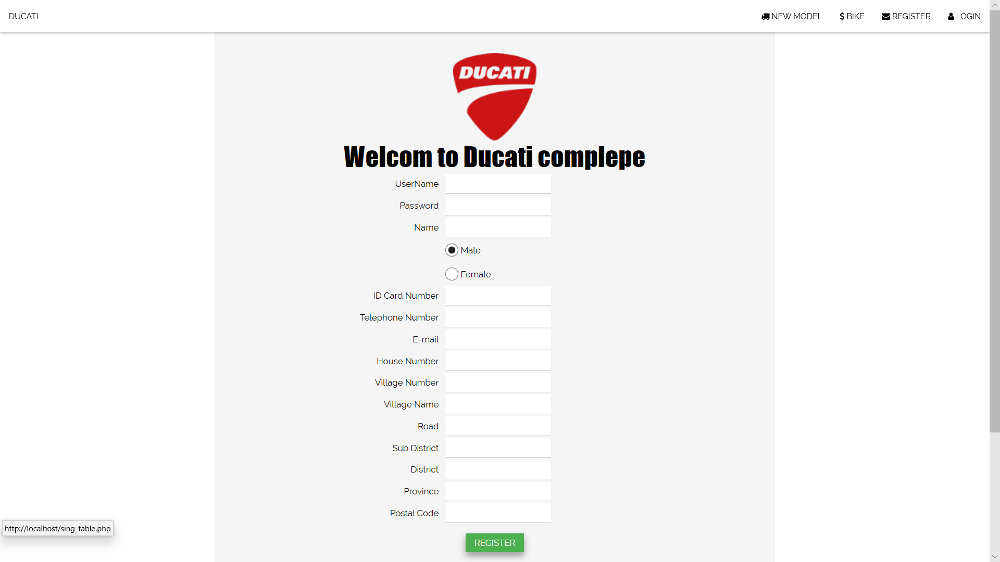 DUCATI
NEW MODEL
BIKE
REGISTER
LOGIN
DUCATI
Welcom to Ducati complepe
UserName
Password
Name
Male
Female
ID Card Number
Telephone Number
E-mail
House Number
Village Number
Village Name
Road
Sub District
District
Province
Postal Code
http://localhost/sing_table.php
REGISTER